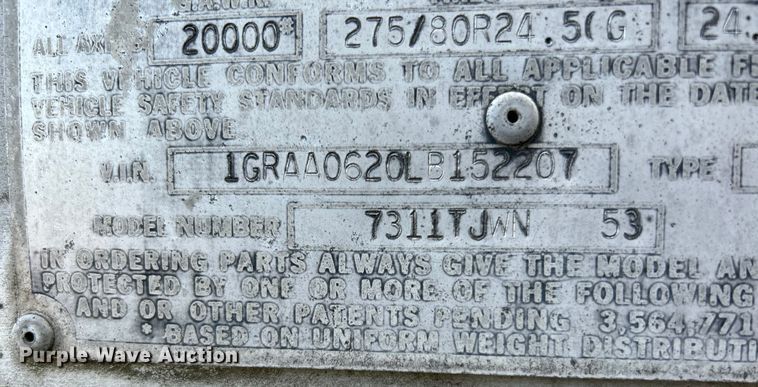 ALL AXLES 20000* 275/80R24.5(G 24.
THIS VEHICLE CONFORMS TO ALL APPLICABLE
VEHICLE SAFETY STANDARDS IN EFFECT ON THE DATE
SHOWN ABOVE
V.I.N. 1GRAA0620LB152207 TYPE
MODEL NUMBER 7311TJWN 53
IN ORDERING PARTS ALWAYS GIVE THE MODEL AN
PROTECTED BY ONE OR MORE OF THE FOLLOWING
AND OR OTHER PATENTS PENDING 3,564,771
* BASED ON UNIFORM WEIGHT DISTRIBUTI
Purple Wave Auction